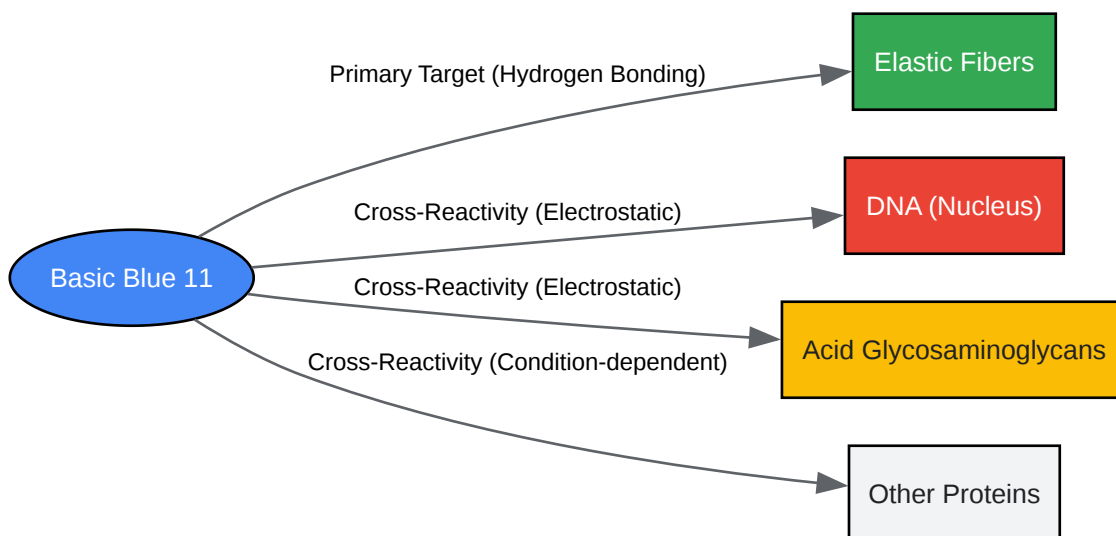 Elastic Fibers
Primary Target (Hydrogen Bonding)
DNA (Nucleus)
Cross-Reactivity (Electrostatic)
Basic Blue 11
Cross-Reactivity (Electrostatic)
Acid Glycosaminoglycans
Cross-Reactivity (Condition-dependent)
Other Proteins